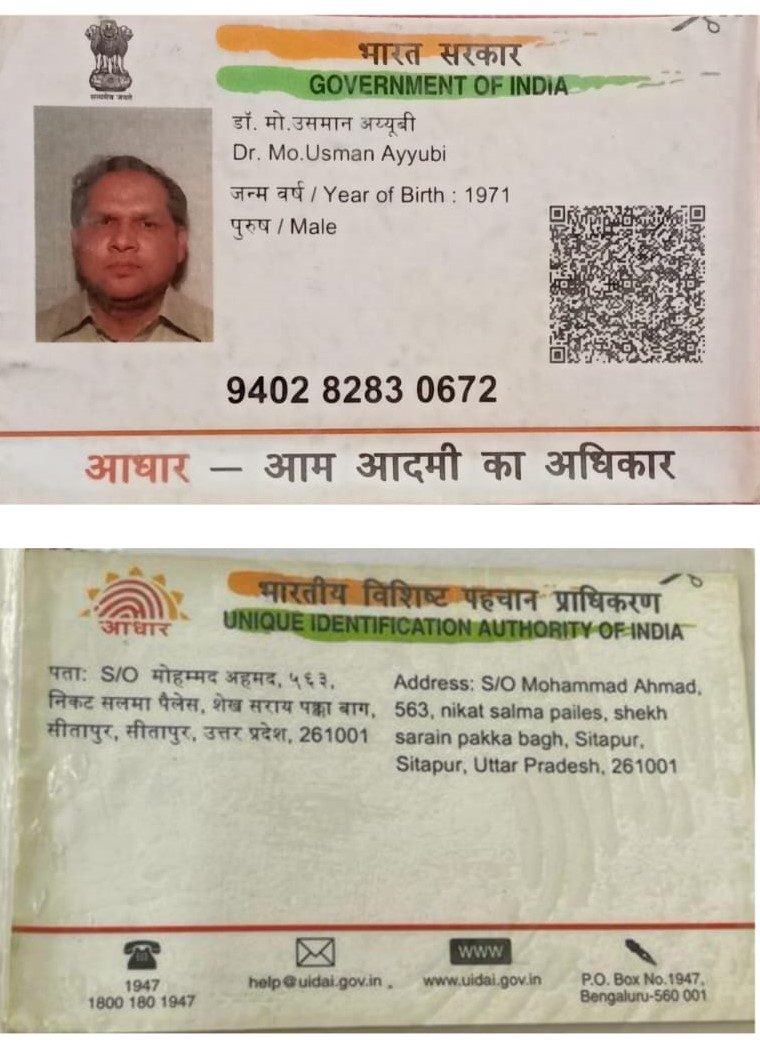 सत्यमेव जयते
भारत सरकार
GOVERNMENT OF INDIA
डॉ. मो.उसमान अय्यूबी
Dr. Mo.Usman Ayyubi
जन्म वर्ष / Year of Birth : 1971
पुरुष / Male
9402 8283 0672
आधार – आम आदमी का अधिकार
भारतीय विशिष्ट पहचान प्राधिकरण
आधार
UNIQUE IDENTIFICATION AUTHORITY OF INDIA
पता: S/O मोहम्मद अहमद, ५६३,
निकट सलमा पैलेस, शेख सराय पक्का बाग,
सीतापुर, सीतापुर, उत्तर प्रदेश, 261001
Address: S/O Mohammad Ahmad,
563, nikat salma pailes, shekh
sarain pakka bagh, Sitapur,
Sitapur, Uttar Pradesh, 261001
1947
1800 180 1947
help@uidai.gov.in
www
www.uidai.gov.in
P.O. Box No.1947,
Bengaluru-560 001